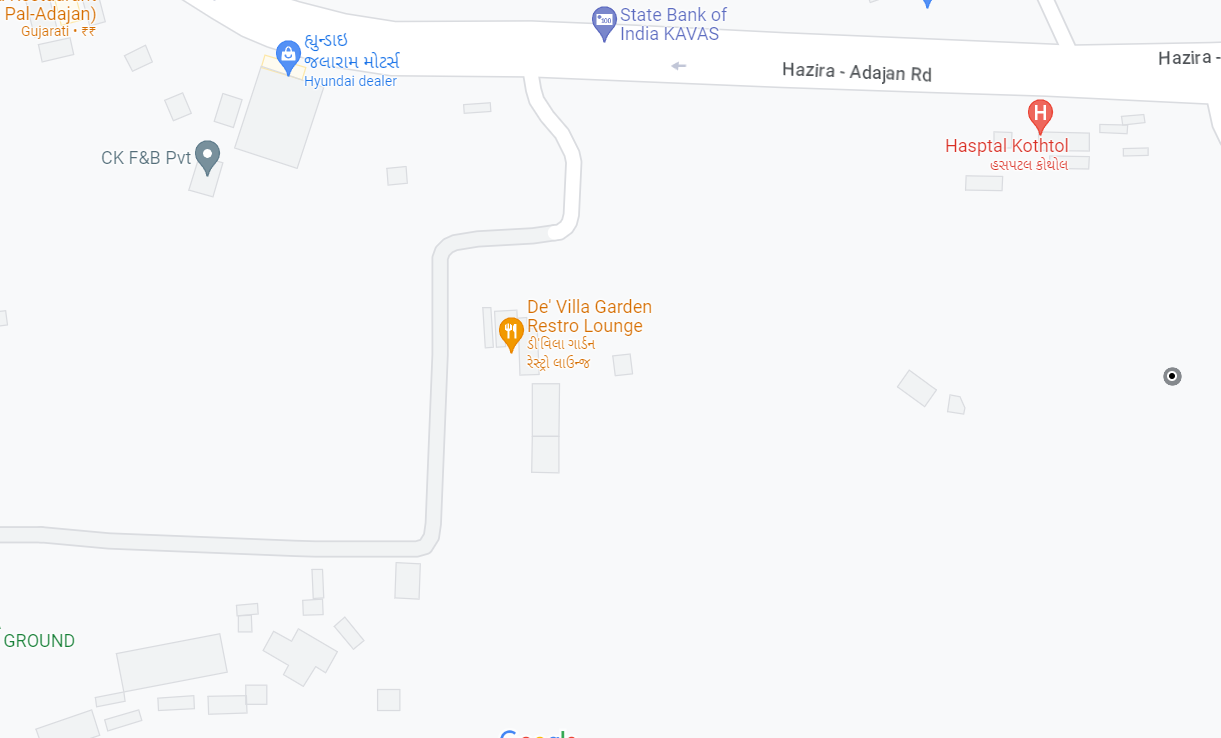 Pal-Adajan)
Gujarati • ₹₹
હ્યુન્ડાઇ
જલારામ મોટર્સ
Hyundai dealer
State Bank of
India KAVAS
Hazira - Adajan Rd
Hazira -
CK F&B Pvt
Hasptal Kothtol
હસપટલ કોથોલ
De' Villa Garden
Restro Lounge
ડી'વિલા ગાર્ડન
રેસ્ટ્રો લાઉન્જ
GROUND